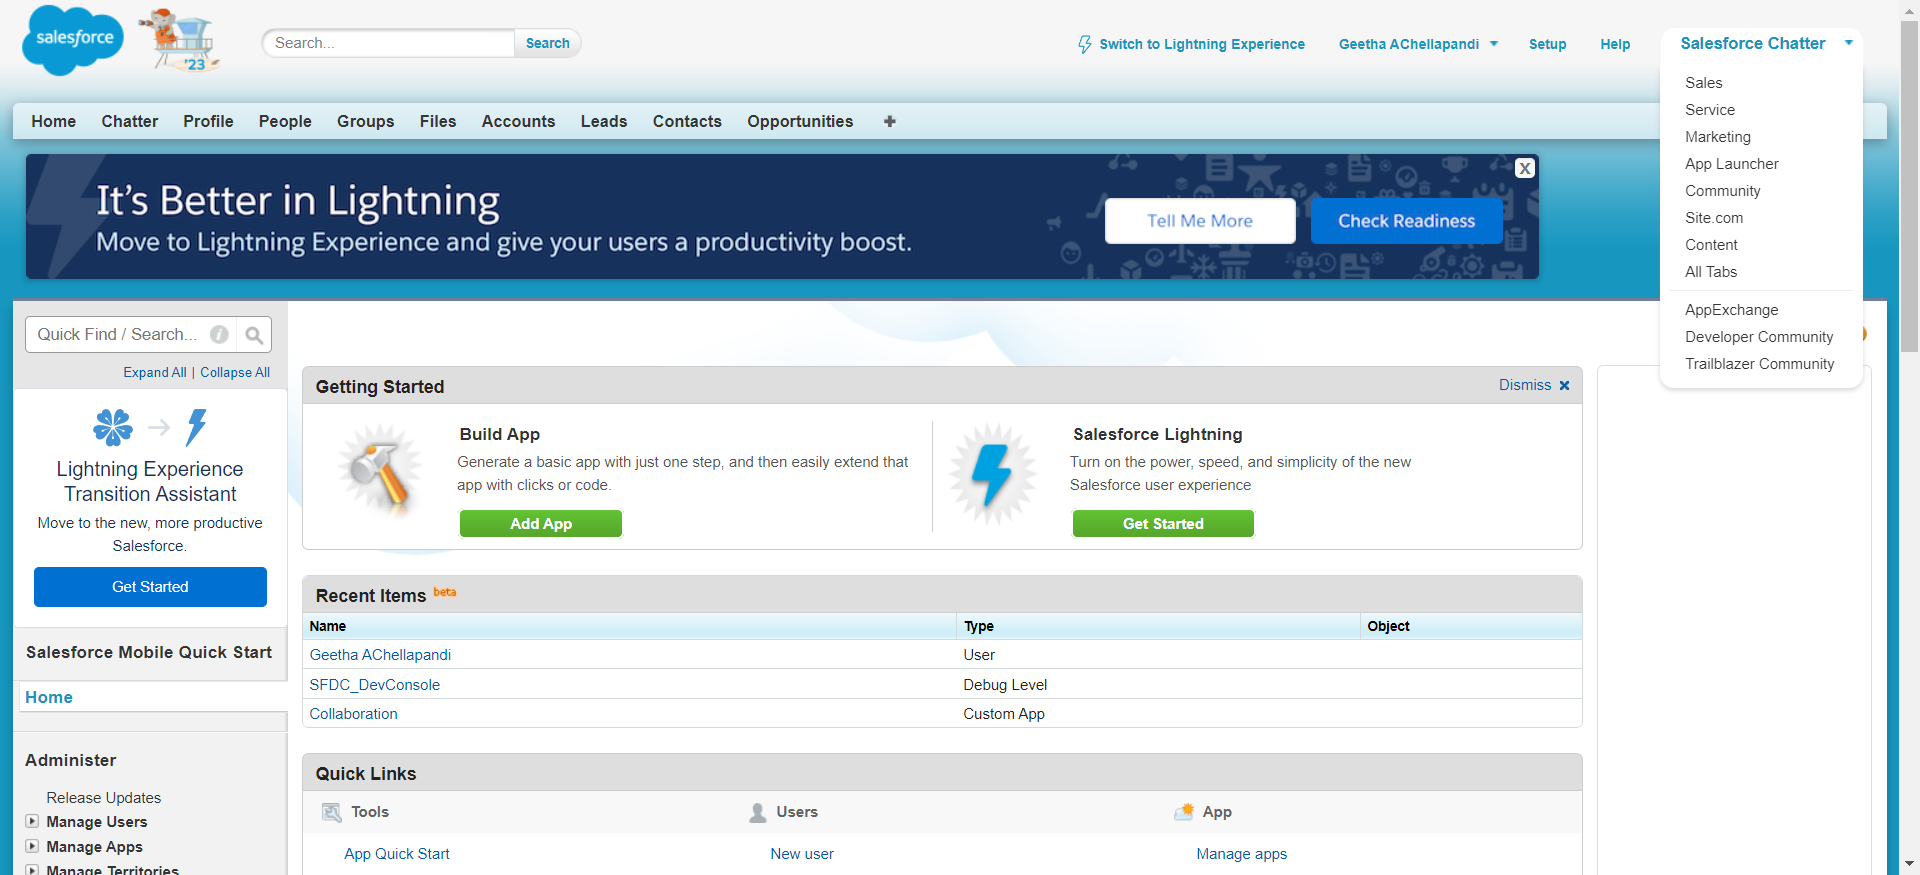 salesforce
'23
Search...
Search
Switch to Lightning Experience
Geetha AChellapandi
Setup
Help
Salesforce Chatter
Sales
Service
Marketing
App Launcher
Community
Site.com
Content
All Tabs
AppExchange
Developer Community
Trailblazer Community
Home
Chatter
Profile
People
Groups
Files
Accounts
Leads
Contacts
Opportunities
+
It's Better in Lightning
Move to Lightning Experience and give your users a productivity boost.
Tell Me More
Check Readiness
X
Quick Find / Search...
i
Expand All | Collapse All
Lightning Experience
Transition Assistant
Move to the new, more productive
Salesforce.
Get Started
Salesforce Mobile Quick Start
Home
Administer
Release Updates
Manage Users
Manage Apps
Manage Territories
Getting Started
Dismiss
Build App
Generate a basic app with just one step, and then easily extend that
app with clicks or code.
Add App
Salesforce Lightning
Turn on the power, speed, and simplicity of the new
Salesforce user experience
Get Started
Recent Items beta
Name Type Object
Geetha AChellapandi User
SFDC_DevConsole Debug Level
Collaboration Custom App
Quick Links
Tools Users App
App Quick Start New user Manage apps